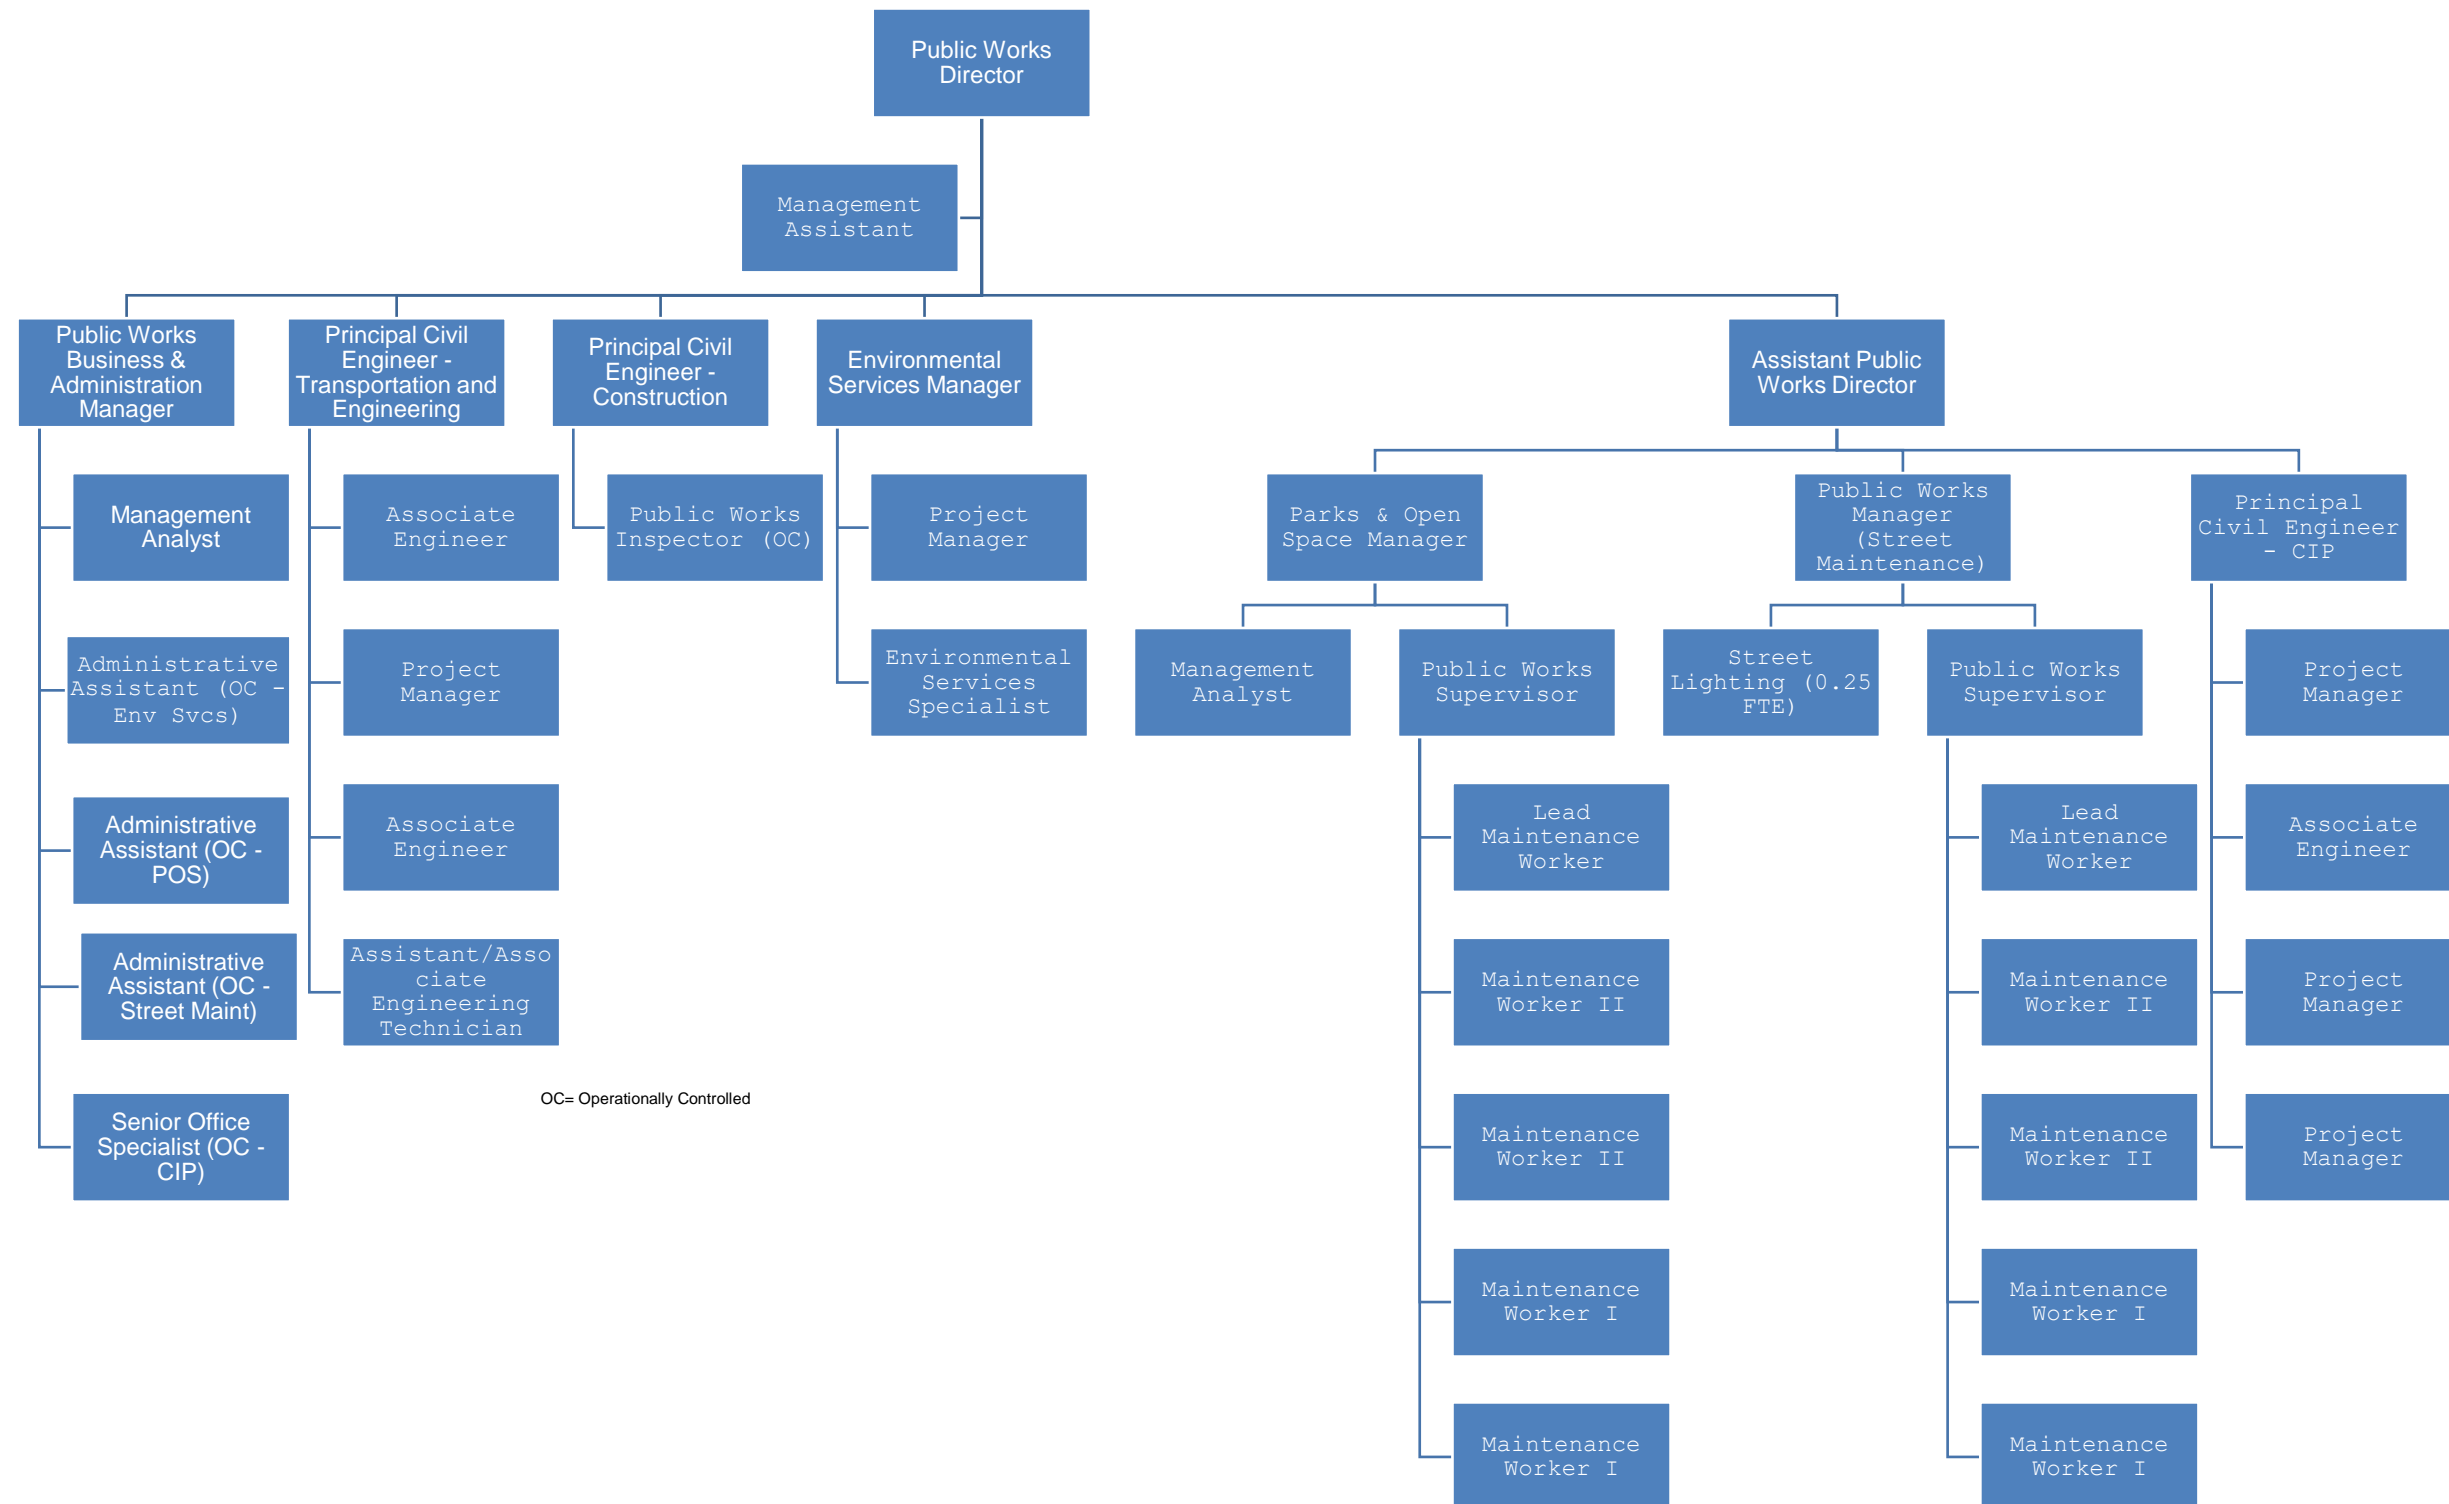 Public Works
Director
Management
Assistant
Public Works
Business &
Administration
Manager
Principal Civil
Engineer -
Transportation and
Engineering
Principal Civil
Engineer -
Construction
Environmental
Services Manager
Assistant Public
Works Director
Management
Analyst
Administrative
Assistant (OC -
Env Svcs)
Administrative
Assistant (OC -
POS)
Administrative
Assistant (OC -
Street Maint)
Senior Office
Specialist (OC -
CIP)
Associate
Engineer
Project
Manager
Associate
Engineer
Assistant/Asso
ciate
Engineering
Technician
Public Works
Inspector (OC)
Project
Manager
Environmental
Services
Specialist
Parks & Open
Space Manager
Management
Analyst
Public Works
Supervisor
Lead
Maintenance
Worker
Maintenance
Worker II
Maintenance
Worker II
Maintenance
Worker I
Maintenance
Worker I
Public Works
Manager
(Street
Maintenance)
Street
Lighting (0.25
FTE)
Public Works
Supervisor
Lead
Maintenance
Worker
Maintenance
Worker II
Maintenance
Worker II
Maintenance
Worker I
Maintenance
Worker I
Principal
Civil Engineer
- CIP
Project
Manager
Associate
Engineer
Project
Manager
Project
Manager
OC= Operationally Controlled